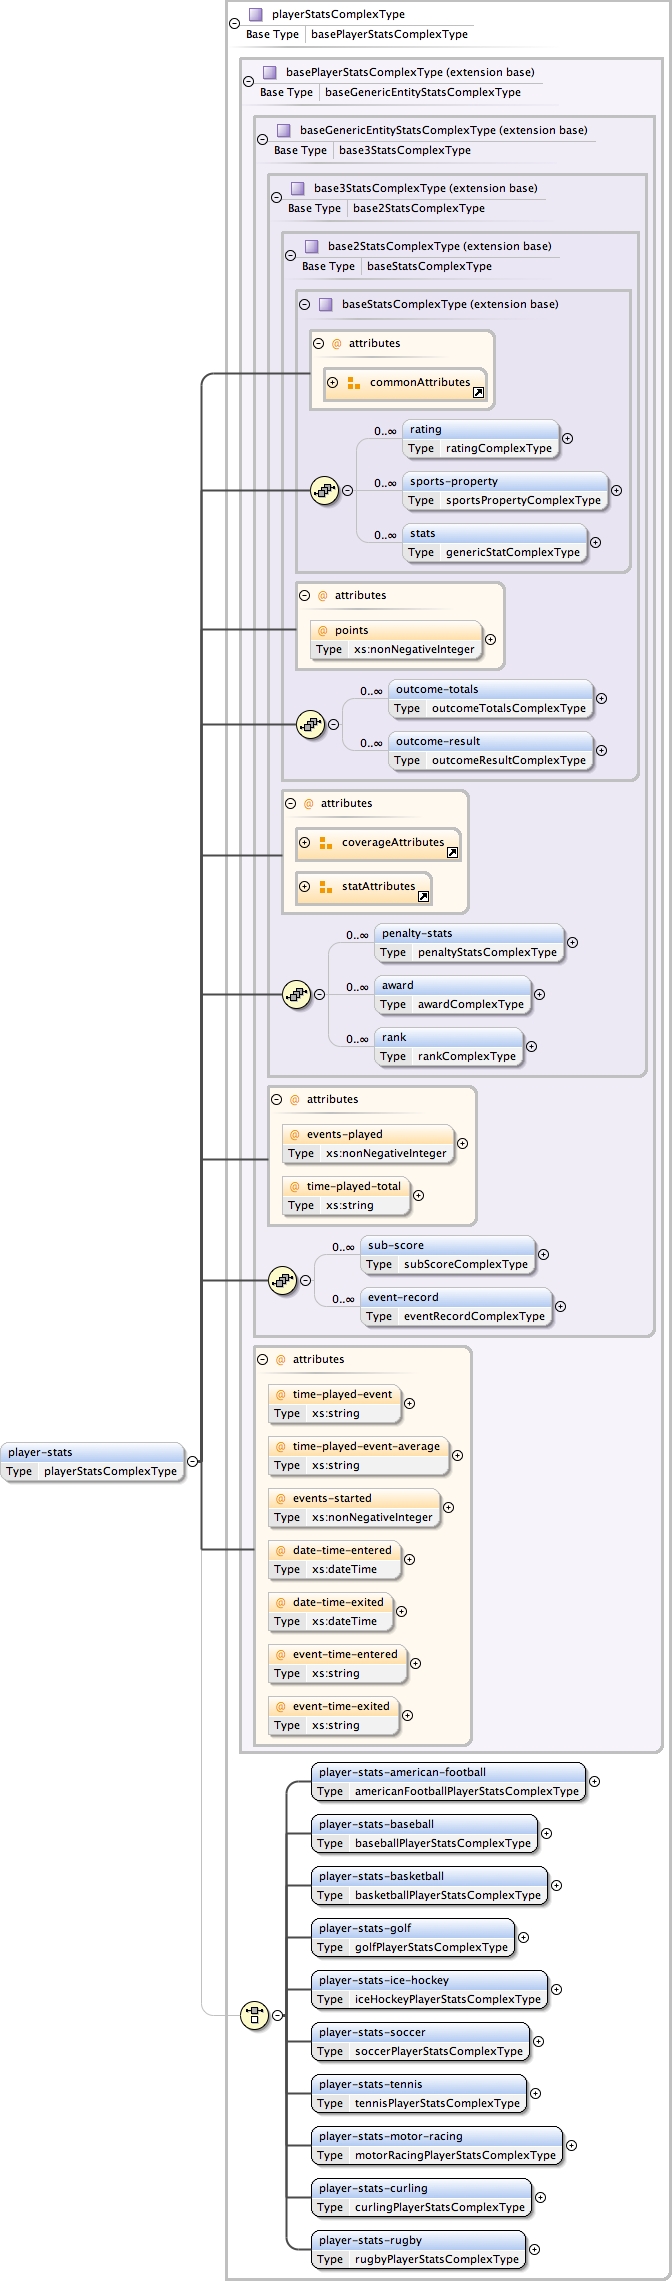 playerStatsComplexType
Base Type basePlayerStatsComplexType
basePlayerStatsComplexType (extension base)
Base Type baseGenericEntityStatsComplexType
baseGenericEntityStatsComplexType (extension base)
Base Type base3StatsComplexType
base3StatsComplexType (extension base)
Base Type base2StatsComplexType
base2StatsComplexType (extension base)
Base Type baseStatsComplexType
baseStatsComplexType (extension base)
@ attributes
commonAttributes
0..∞ rating
Type ratingComplexType
0..∞ sports-property
Type sportsPropertyComplexType
0..∞ stats
Type genericStatComplexType
@ attributes
@ points
Type xs:nonNegativeInteger
0..∞ outcome-totals
Type outcomeTotalsComplexType
0..∞ outcome-result
Type outcomeResultComplexType
@ attributes
coverageAttributes
statAttributes
0..∞ penalty-stats
Type penaltyStatsComplexType
0..∞ award
Type awardComplexType
0..∞ rank
Type rankComplexType
@ attributes
@ events-played
Type xs:nonNegativeInteger
@ time-played-total
Type xs:string
0..∞ sub-score
Type subScoreComplexType
0..∞ event-record
Type eventRecordComplexType
@ attributes
@ time-played-event
Type xs:string
@ time-played-event-average
Type xs:string
@ events-started
Type xs:nonNegativeInteger
@ date-time-entered
Type xs:dateTime
@ date-time-exited
Type xs:dateTime
@ event-time-entered
Type xs:string
@ event-time-exited
Type xs:string
player-stats
Type playerStatsComplexType
player-stats-american-football
Type americanFootballPlayerStatsComplexType
player-stats-baseball
Type baseballPlayerStatsComplexType
player-stats-basketball
Type basketballPlayerStatsComplexType
player-stats-golf
Type golfPlayerStatsComplexType
player-stats-ice-hockey
Type iceHockeyPlayerStatsComplexType
player-stats-soccer
Type soccerPlayerStatsComplexType
player-stats-tennis
Type tennisPlayerStatsComplexType
player-stats-motor-racing
Type motorRacingPlayerStatsComplexType
player-stats-curling
Type curlingPlayerStatsComplexType
player-stats-rugby
Type rugbyPlayerStatsComplexType